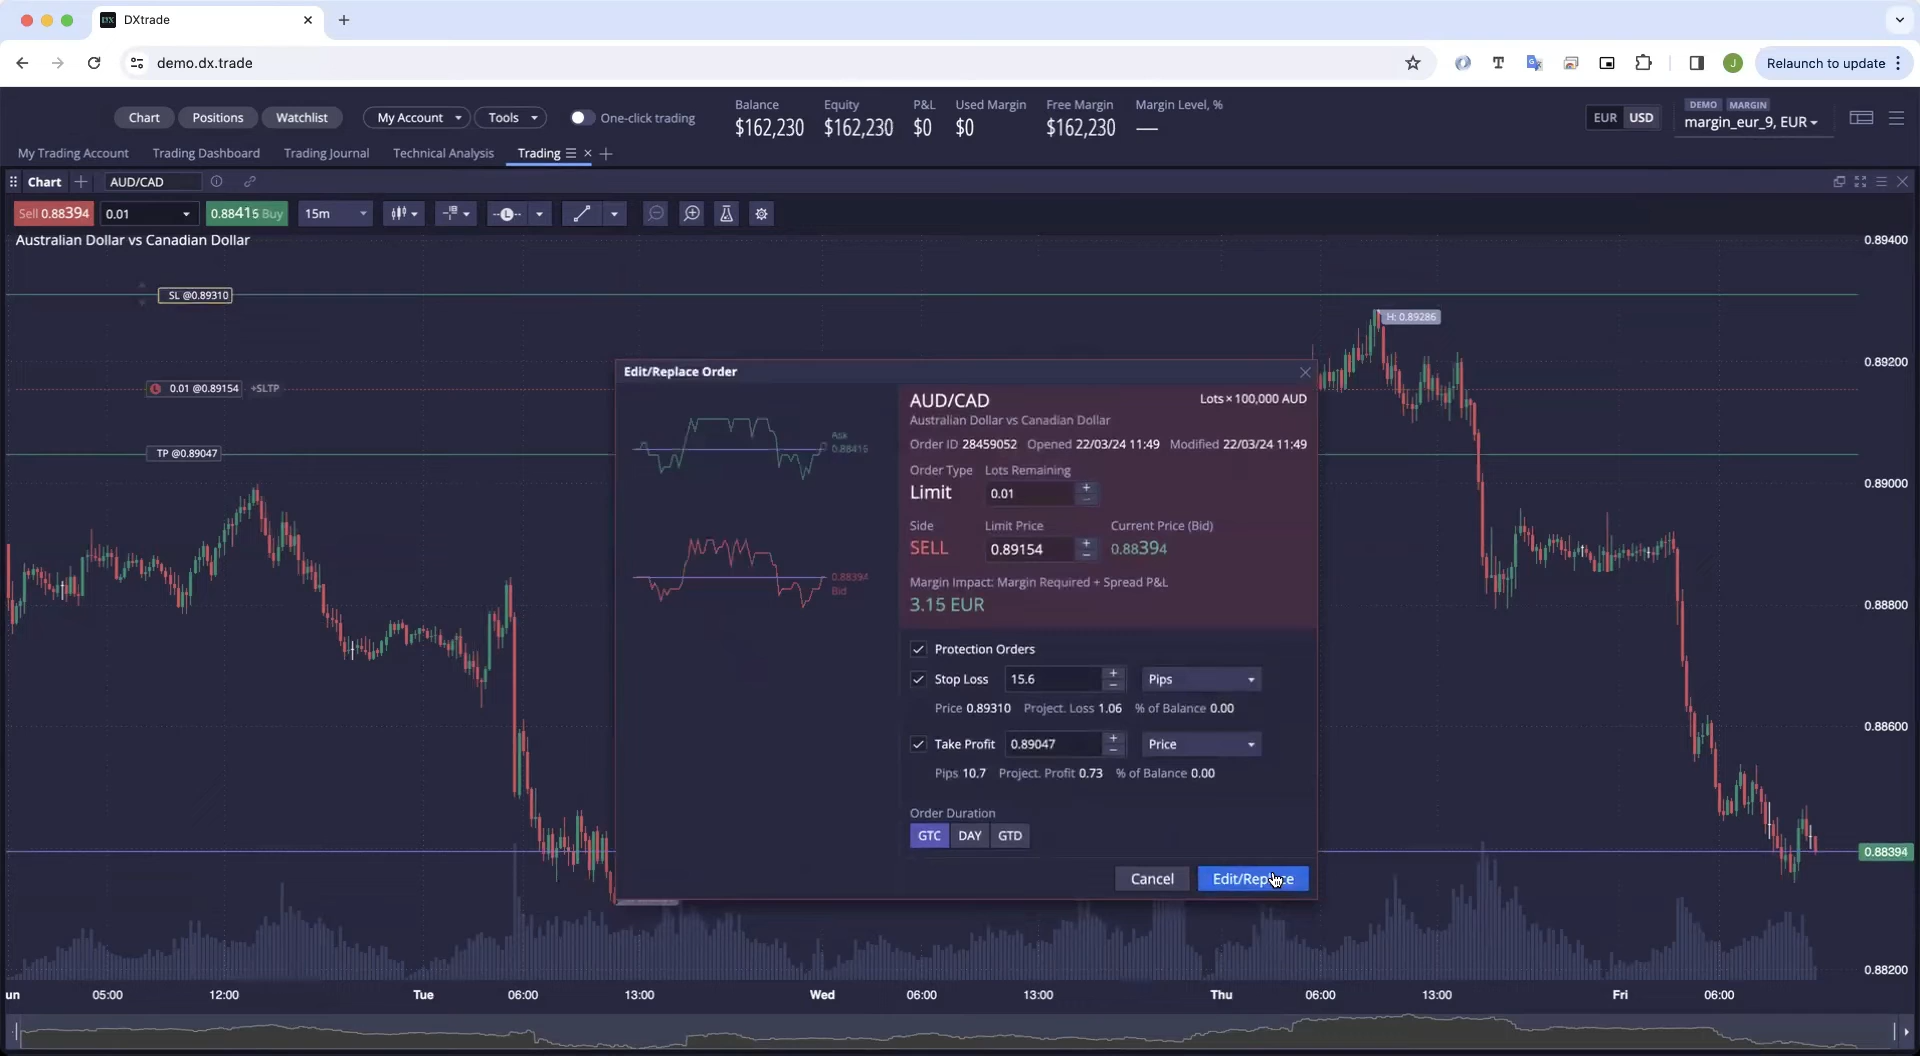 DXtrade
demo.dx.trade
Relaunch to update
Chart Positions Watchlist My Account Tools One-click trading
Balance Equity P&L Used Margin Free Margin Margin Level, %
$162,230 $162,230 $0 $0 $162,230 —
EUR USD
DEMO MARGIN
margin_eur_9, EUR
My Trading Account Trading Dashboard Trading Journal Technical Analysis Trading
Chart AUD/CAD
Sell 0.88394 0.01 0.88415 Buy 15m
Australian Dollar vs Canadian Dollar
0.89400
SL @0.89310
H: 0.89286
0.89200
0.01 @0.89154 +SLTP
TP @0.89047
0.89000
0.88800
0.88600
0.88394
0.88200
Edit/Replace Order
Ask
0.88415
0.88394
Bid
AUD/CAD Lots × 100,000 AUD
Australian Dollar vs Canadian Dollar
Order ID 28459052 Opened 22/03/24 11:49 Modified 22/03/24 11:49
Order Type Lots Remaining
Limit 0.01
Side Limit Price Current Price (Bid)
SELL 0.89154 0.88394
Margin Impact: Margin Required + Spread P&L
3.15 EUR
Protection Orders
Stop Loss 15.6 Pips
Price 0.89310 Project. Loss 1.06 % of Balance 0.00
Take Profit 0.89047 Price
Pips 10.7 Project. Profit 0.73 % of Balance 0.00
Order Duration
GTC DAY GTD
Cancel Edit/Replace
un 05:00 12:00 Tue 06:00 13:00 Wed 06:00 13:00 Thu 06:00 13:00 Fri 06:00